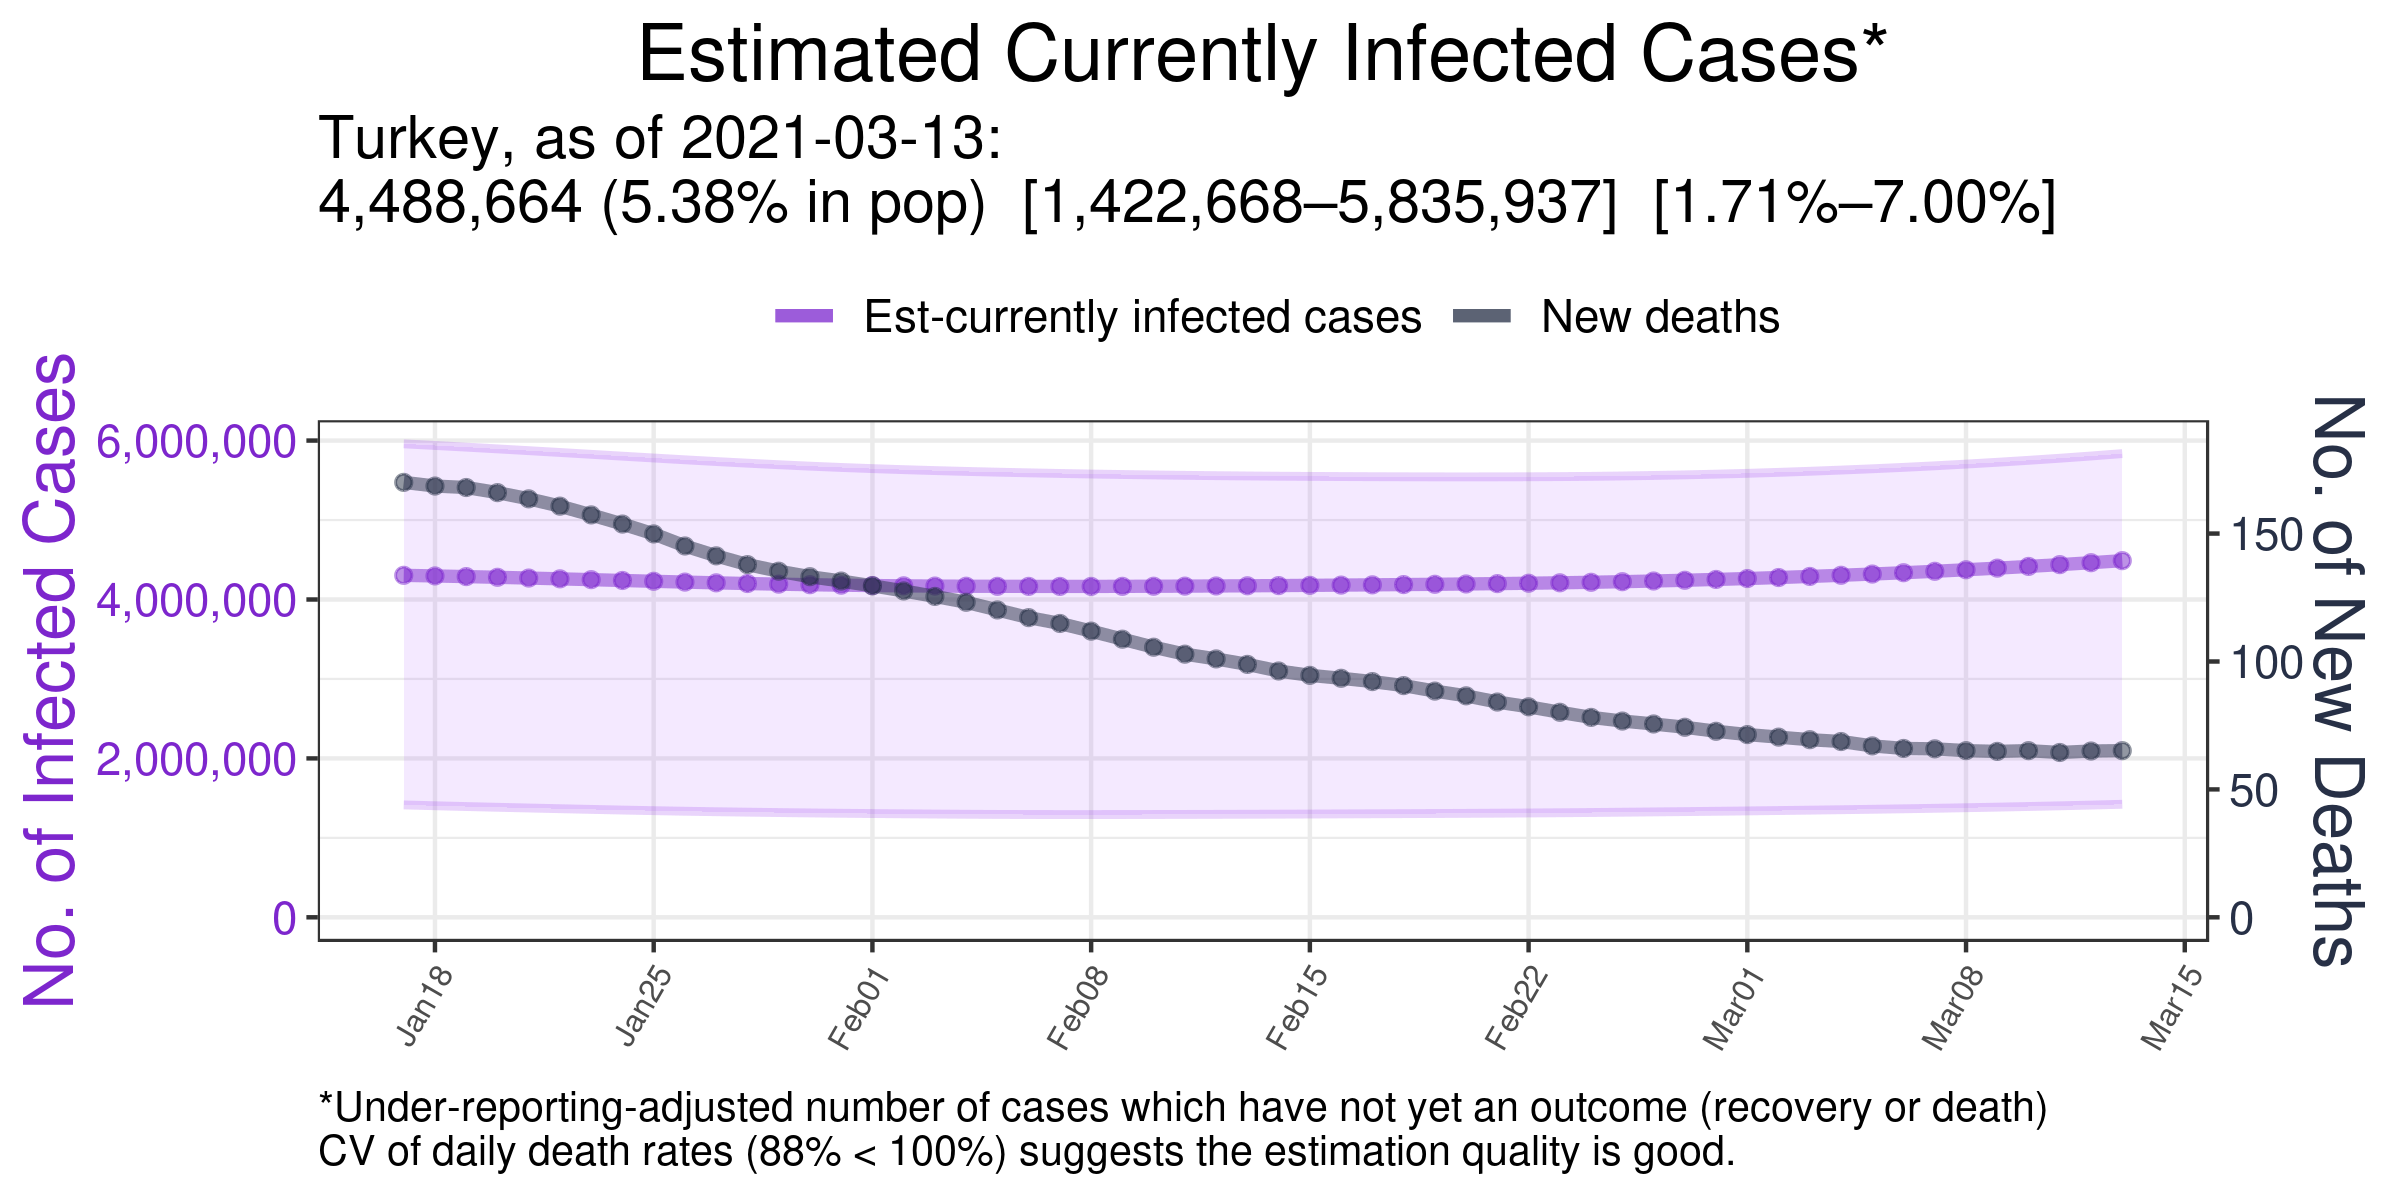 Estimated Currently Infected Cases*
Turkey, as of 2021-03-13:
4,488,664 (5.38% in pop)  [1,422,668–5,835,937]  [1.71%–7.00%]
Est-currently infected cases
New deaths
No. of Infected Cases
6,000,000
4,000,000
2,000,000
0
150
100
50
0
No. of New Deaths
Jan18
Jan25
Feb01
Feb08
Feb15
Feb22
Mar01
Mar08
Mar15
*Under-reporting-adjusted number of cases which have not yet an outcome (recovery or death)
CV of daily death rates (88% < 100%) suggests the estimation quality is good.